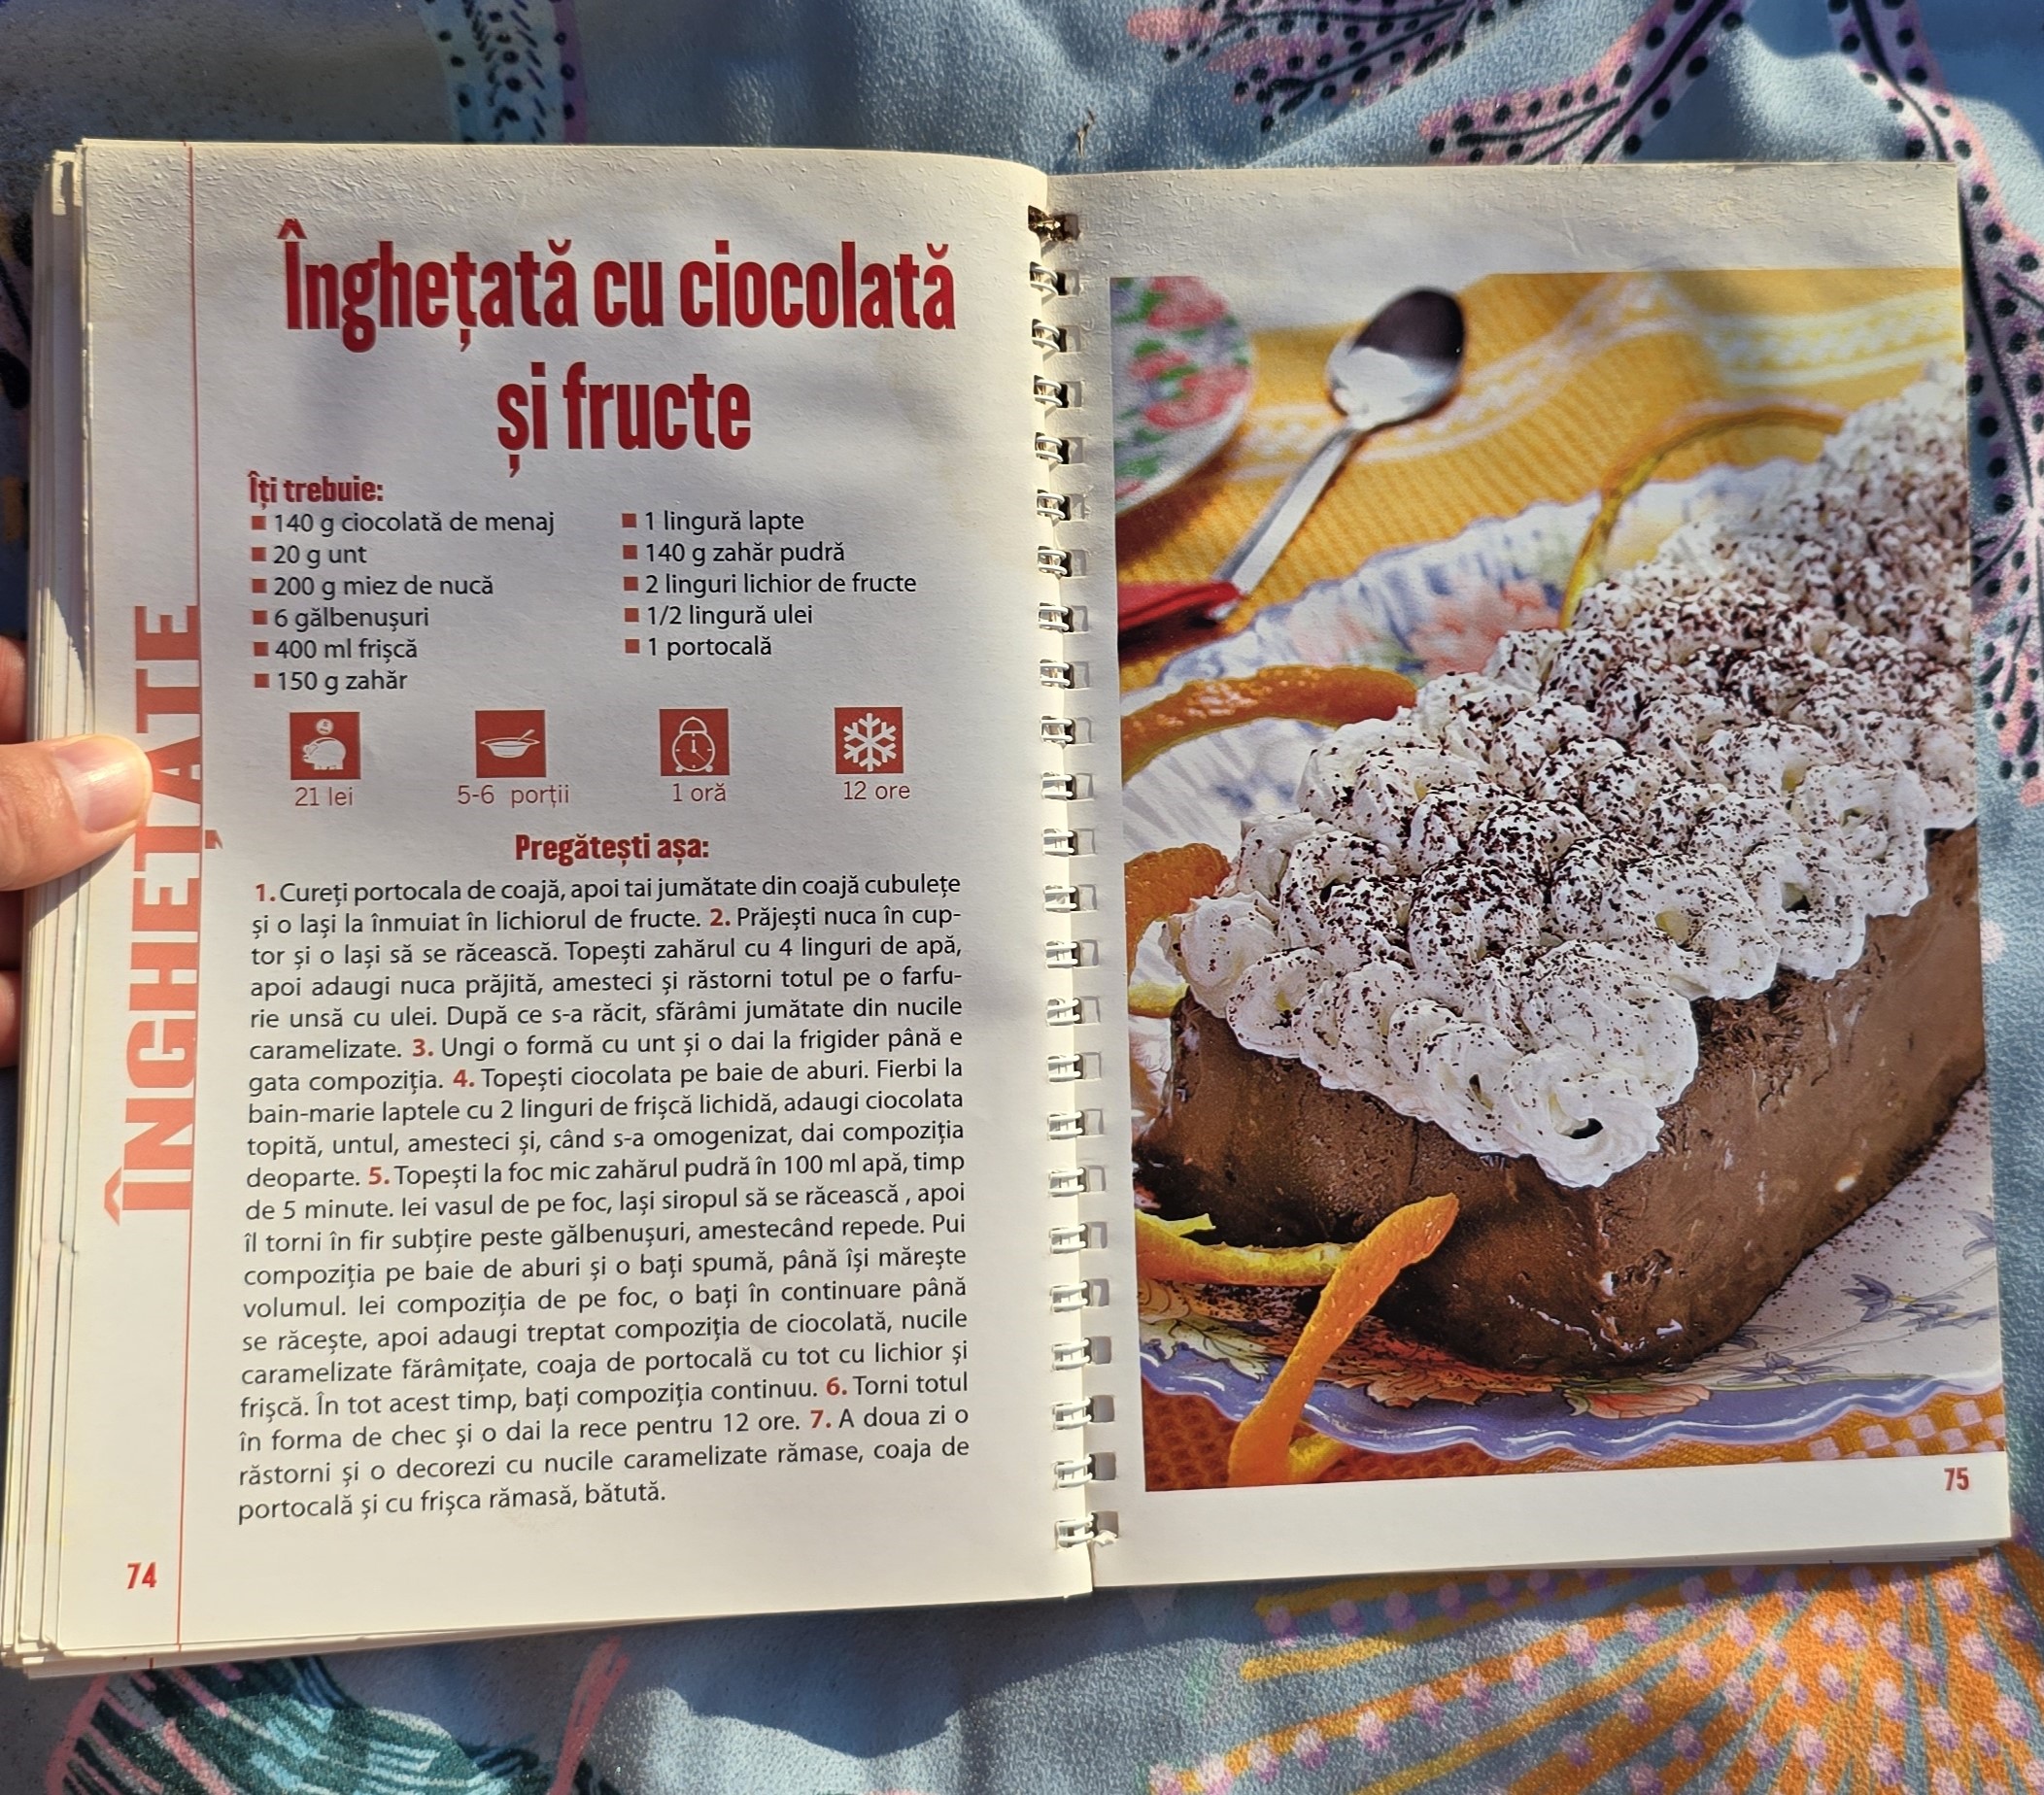 Înghețată cu ciocolată
și fructe
Îți trebuie:
140 g ciocolată de menaj
20 g unt
200 g miez de nucă
6 gălbenușuri
400 ml frișcă
150 g zahăr
1 lingură lapte
140 g zahăr pudră
2 linguri lichior de fructe
1/2 lingură ulei
1 portocală
21 lei
5-6 porții
1 oră
12 ore
Pregătești așa:
1. Cureți portocala de coajă, apoi tai jumătate din coajă cubulețe
și o lași la înmuiat în lichiorul de fructe. 2. Prăjești nuca în cup-
tor și o lași să se răcească. Topești zahărul cu 4 linguri de apă,
apoi adaugi nuca prăjită, amesteci și răstorni totul pe o farfu-
rie unsă cu ulei. După ce s-a răcit, sfărâmi jumătate din nucile
caramelizate. 3. Ungi o formă cu unt și o dai la frigider până e
gata compoziția. 4. Topești ciocolata pe baie de aburi. Fierbi la
bain-marie laptele cu 2 linguri de frișcă lichidă, adaugi ciocolata
topită, untul, amesteci și, când s-a omogenizat, dai compoziția
deoparte. 5. Topești la foc mic zahărul pudră în 100 ml apă, timp
de 5 minute. Iei vasul de pe foc, lași siropul să se răcească , apoi
îl torni în fir subțire peste gălbenușuri, amestecând repede. Pui
compoziția pe baie de aburi și o bați spumă, până își mărește
volumul. Iei compoziția de pe foc, o bați în continuare până
se răcește, apoi adaugi treptat compoziția de ciocolată, nucile
caramelizate fărâmițate, coaja de portocală cu tot cu lichior și
frișcă. În tot acest timp, bați compoziția continuu. 6. Torni totul
în forma de chec și o dai la rece pentru 12 ore. 7. A doua zi o
răstorni și o decorezi cu nucile caramelizate rămase, coaja de
portocală și cu frișca rămasă, bătută.
ÎNGHEȚATE
74
75